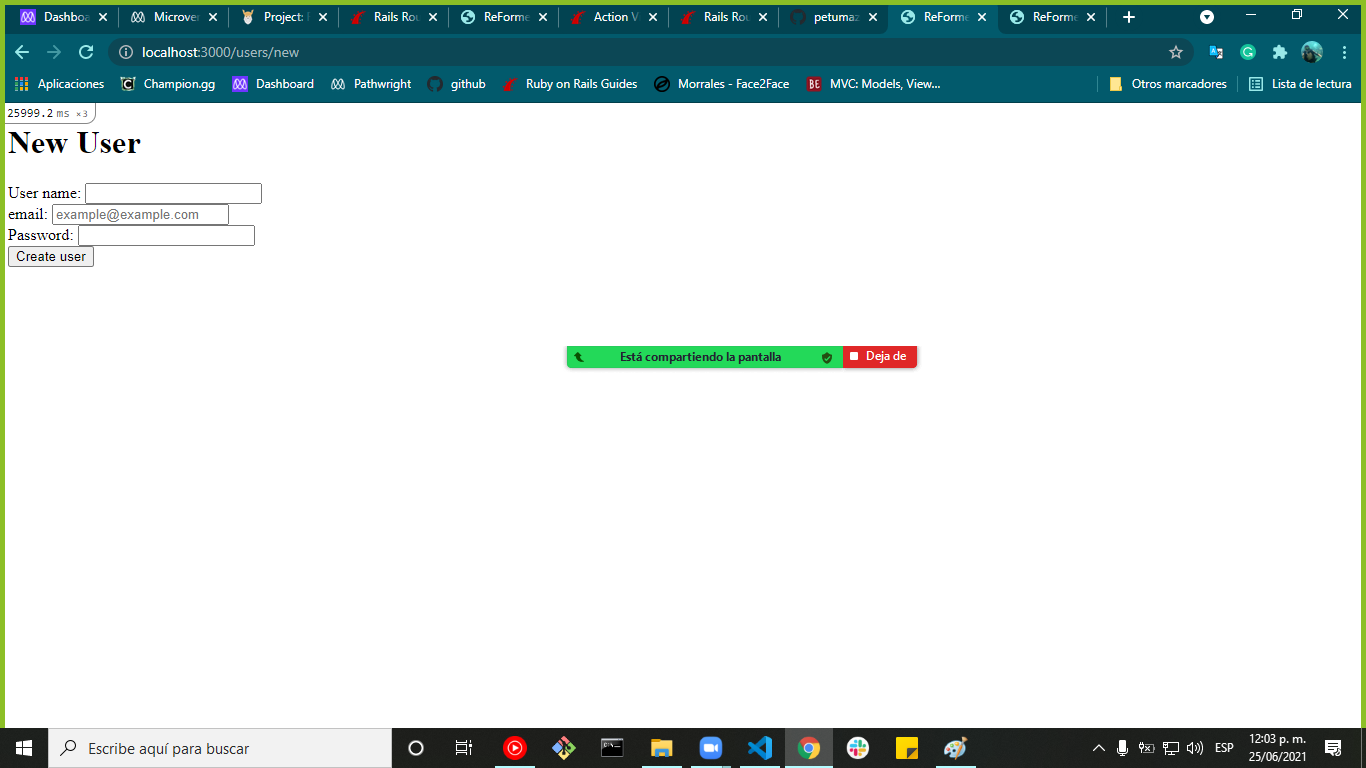 Dashboa
Microver
Project: F
Rails Rou
ReForme
Action V
Rails Rou
petumaz
ReForme
ReForme
localhost:3000/users/new
Aplicaciones
Champion.gg
Dashboard
Pathwright
github
Ruby on Rails Guides
Morrales - Face2Face
BE
MVC: Models, View...
Otros marcadores
Lista de lectura
25999.2 ms ×3
New User
User name:
email: example@example.com
Password:
Create user
Está compartiendo la pantalla
Deja de
Escribe aquí para buscar
ESP
12:03 p. m.
25/06/2021